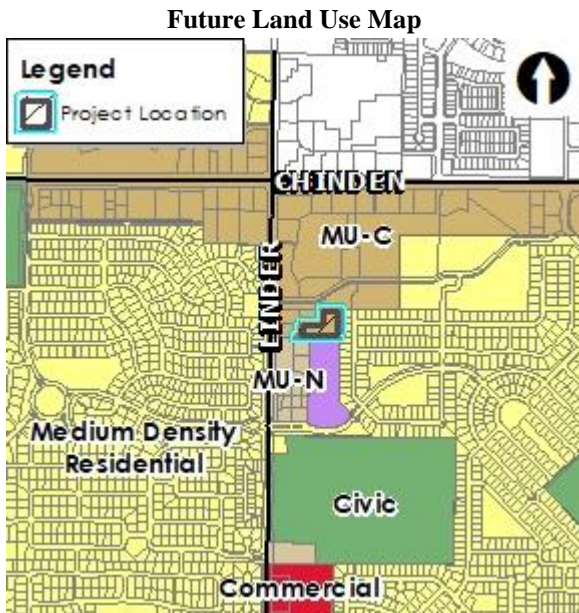 Future Land Use Map
Legend
Project Location
CHINDEN
MU-C
LINDER
MU-N
Medium Density
Residential
Civic
Commercial